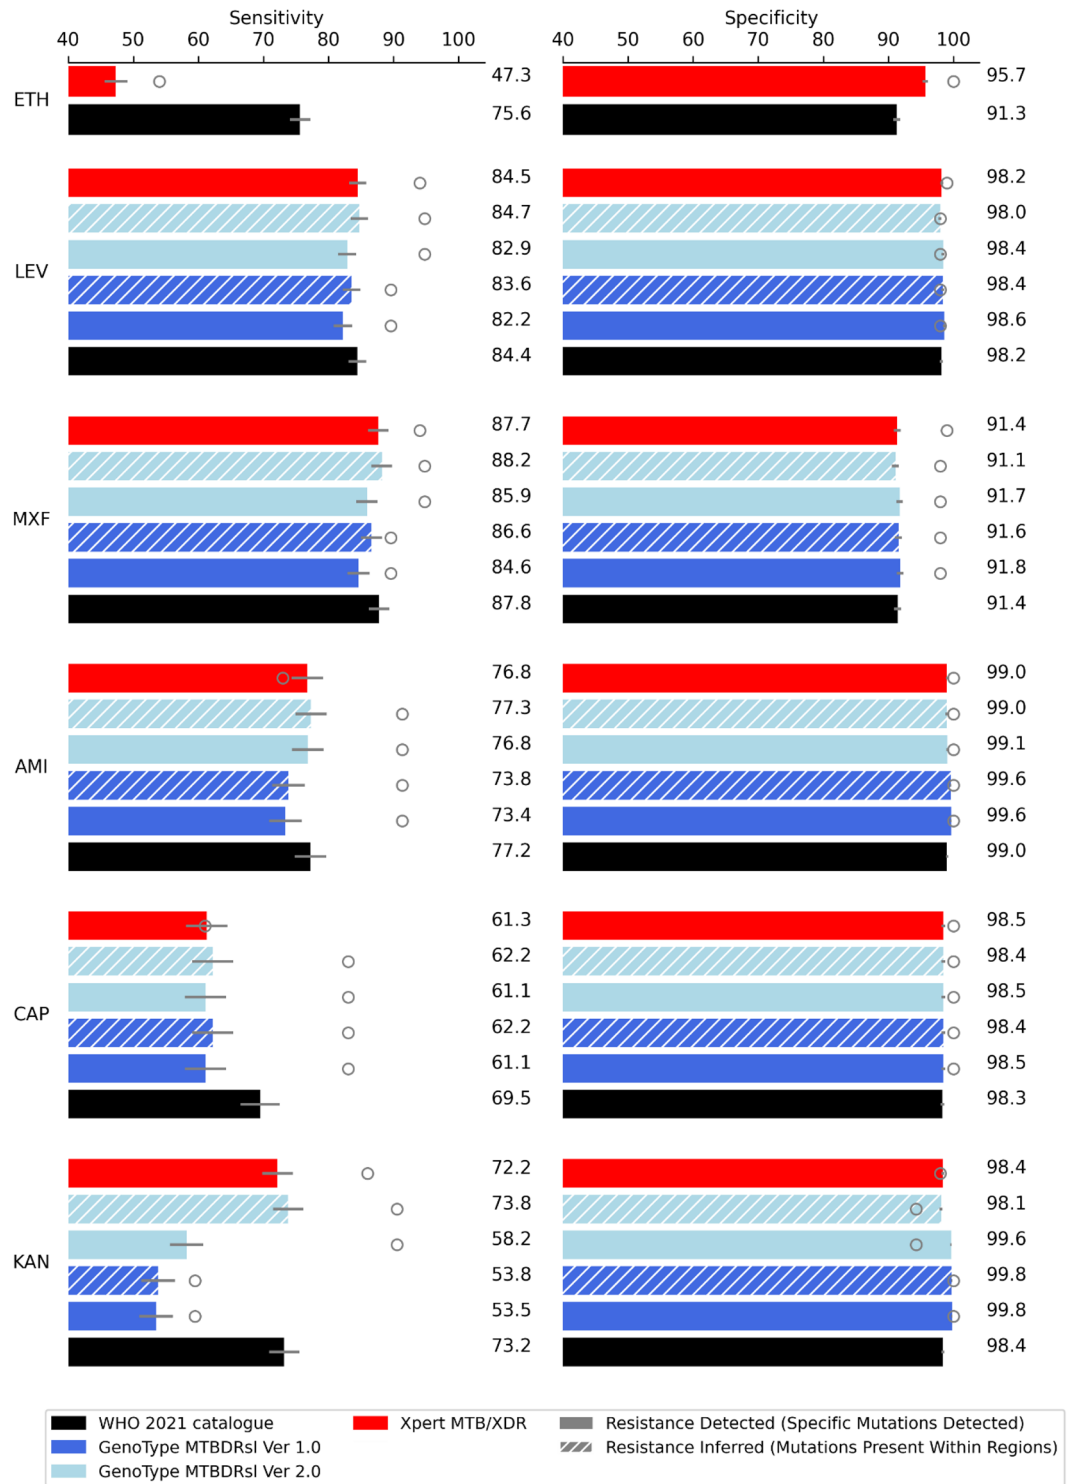 Sensitivity Specificity
40 50 60 70 80 90 100 40 50 60 70 80 90 100
ETH
47.3 95.7
75.6 91.3
LEV
84.5 98.2
84.7 98.0
82.9 98.4
83.6 98.4
82.2 98.6
84.4 98.2
MXF
87.7 91.4
88.2 91.1
85.9 91.7
86.6 91.6
84.6 91.8
87.8 91.4
AMI
76.8 99.0
77.3 99.0
76.8 99.1
73.8 99.6
73.4 99.6
77.2 99.0
CAP
61.3 98.5
62.2 98.4
61.1 98.5
62.2 98.4
61.1 98.5
69.5 98.3
KAN
72.2 98.4
73.8 98.1
58.2 99.6
53.8 99.8
53.5 99.8
73.2 98.4
WHO 2021 catalogue Xpert MTB/XDR Resistance Detected (Specific Mutations Detected)
GenoType MTBDRsl Ver 1.0 Resistance Inferred (Mutations Present Within Regions)
GenoType MTBDRsl Ver 2.0